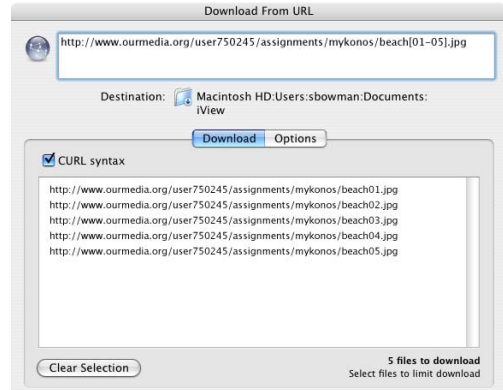 Download From URL
http://www.ourmedia.org/user750245/assignments/mykonos/beach[01-05].jpg
Destination: Macintosh HD:Users:sbowman:Documents:
iView
Download Options
CURL syntax
http://www.ourmedia.org/user750245/assignments/mykonos/beach01.jpg
http://www.ourmedia.org/user750245/assignments/mykonos/beach02.jpg
http://www.ourmedia.org/user750245/assignments/mykonos/beach03.jpg
http://www.ourmedia.org/user750245/assignments/mykonos/beach04.jpg
http://www.ourmedia.org/user750245/assignments/mykonos/beach05.jpg
Clear Selection
5 files to download
Select files to limit download